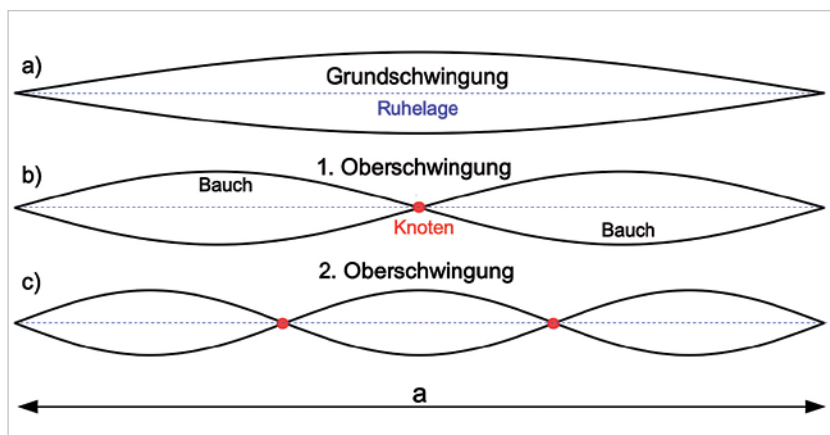 a)
Grundschwingung
Ruhelage
b)
1. Oberschwingung
Bauch
Knoten
Bauch
c)
2. Oberschwingung
a